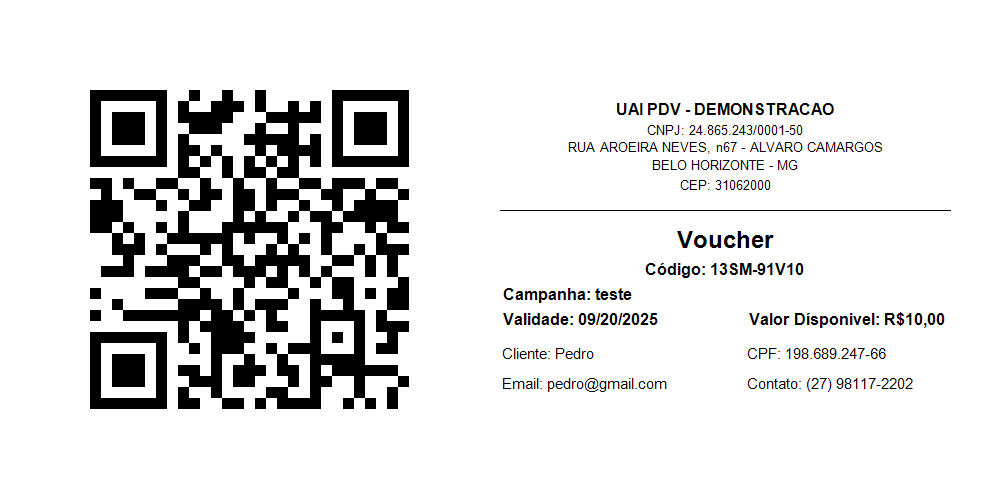 UAI PDV - DEMONSTRACAO
CNPJ: 24.865.243/0001-50
RUA AROEIRA NEVES, n67 - ALVARO CAMARGOS
BELO HORIZONTE - MG
CEP: 31062000
Voucher
Código: 13SM-91V10
Campanha: teste
Validade: 09/20/2025 Valor Disponivel: R$10,00
Cliente: Pedro CPF: 198.689.247-66
Email: pedro@gmail.com Contato: (27) 98117-2202